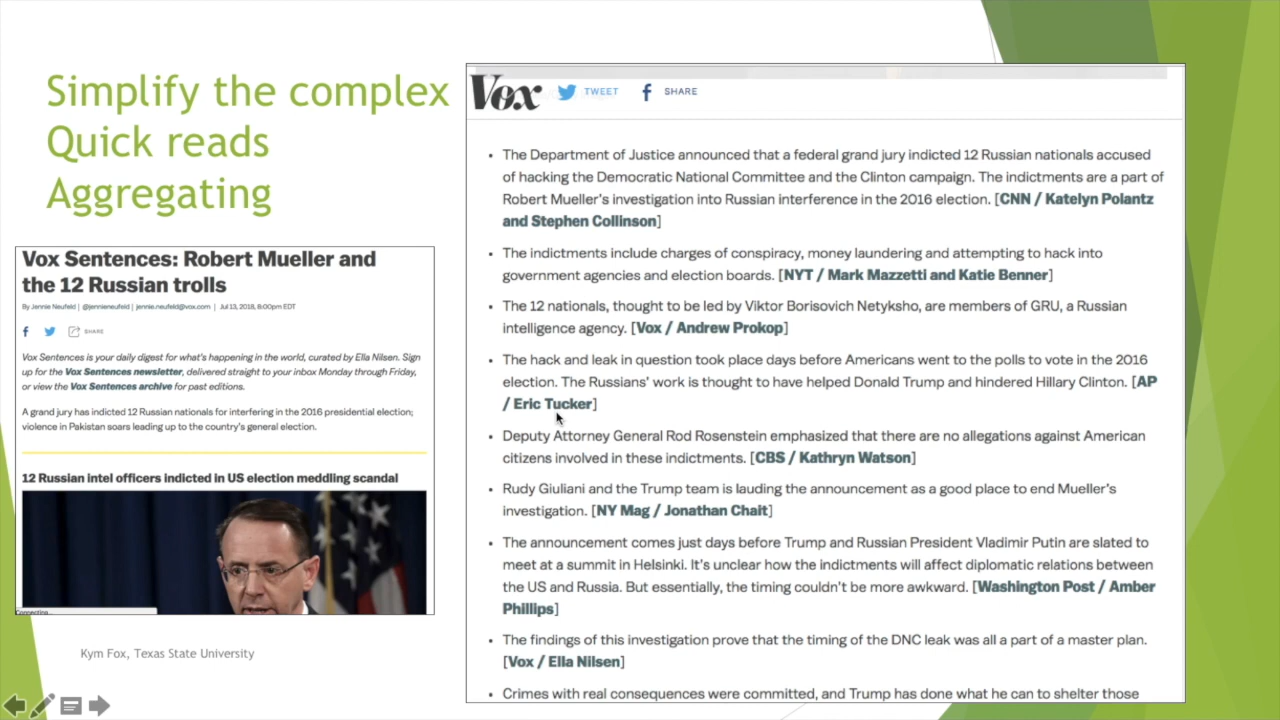 Simplify the complex
Quick reads
Aggregating
Vox Sentences: Robert Mueller and
the 12 Russian trolls
By Jennie Neufeld | @jennieneufeld | jennie.neufeld@vox.com | Jul 13, 2018, 8:00pm EDT
SHARE
Vox Sentences is your daily digest for what's happening in the world, curated by Ella Nilsen. Sign
up for the Vox Sentences newsletter, delivered straight to your inbox Monday through Friday,
or view the Vox Sentences archive for past editions.
A grand jury has indicted 12 Russian nationals for interfering in the 2016 presidential election;
violence in Pakistan soars leading up to the country's general election.
12 Russian intel officers indicted in US election meddling scandal
Connecting...
Kym Fox, Texas State University
Vox TWEET SHARE
• The Department of Justice announced that a federal grand jury indicted 12 Russian nationals accused
of hacking the Democratic National Committee and the Clinton campaign. The indictments are a part of
Robert Mueller's investigation into Russian interference in the 2016 election. [CNN / Katelyn Polantz
and Stephen Collinson]
• The indictments include charges of conspiracy, money laundering and attempting to hack into
government agencies and election boards. [NYT / Mark Mazzetti and Katie Benner]
• The 12 nationals, thought to be led by Viktor Borisovich Netyksho, are members of GRU, a Russian
intelligence agency. [Vox / Andrew Prokop]
• The hack and leak in question took place days before Americans went to the polls to vote in the 2016
election. The Russians' work is thought to have helped Donald Trump and hindered Hillary Clinton. [AP
/ Eric Tucker]
• Deputy Attorney General Rod Rosenstein emphasized that there are no allegations against American
citizens involved in these indictments. [CBS / Kathryn Watson]
• Rudy Giuliani and the Trump team is lauding the announcement as a good place to end Mueller's
investigation. [NY Mag / Jonathan Chait]
• The announcement comes just days before Trump and Russian President Vladimir Putin are slated to
meet at a summit in Helsinki. It's unclear how the indictments will affect diplomatic relations between
the US and Russia. But essentially, the timing couldn't be more awkward. [Washington Post / Amber
Phillips]
• The findings of this investigation prove that the timing of the DNC leak was all a part of a master plan.
[Vox / Ella Nilsen]
• Crimes with real consequences were committed, and Trump has done what he can to shelter those